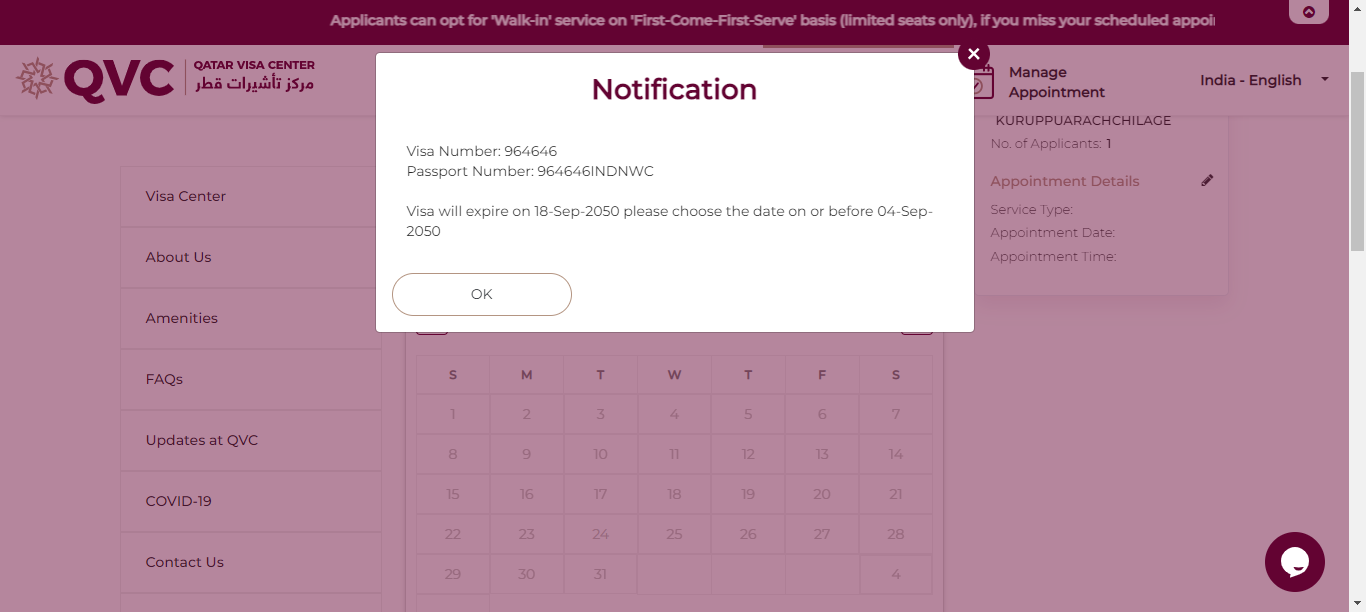 Applicants can opt for 'Walk-in' service on 'First-Come-First-Serve' basis (limited seats only), if you miss your scheduled appoi
QVC
QATAR VISA CENTER
مركز تأشيرات قطر
Manage
Appointment
India - English
Notification
Visa Number: 964646
Passport Number: 964646INDNWC
Visa will expire on 18-Sep-2050 please choose the date on or before 04-Sep-
2050
OK
KURUPPUARACHCHILAGE
No. of Applicants: 1
Appointment Details
Service Type:
Appointment Date:
Appointment Time:
Visa Center
About Us
Amenities
FAQs
Updates at QVC
COVID-19
Contact Us
S M T W T F S
1 2 3 4 5 6 7
8 9 10 11 12 13 14
15 16 17 18 19 20 21
22 23 24 25 26 27 28
29 30 31 4